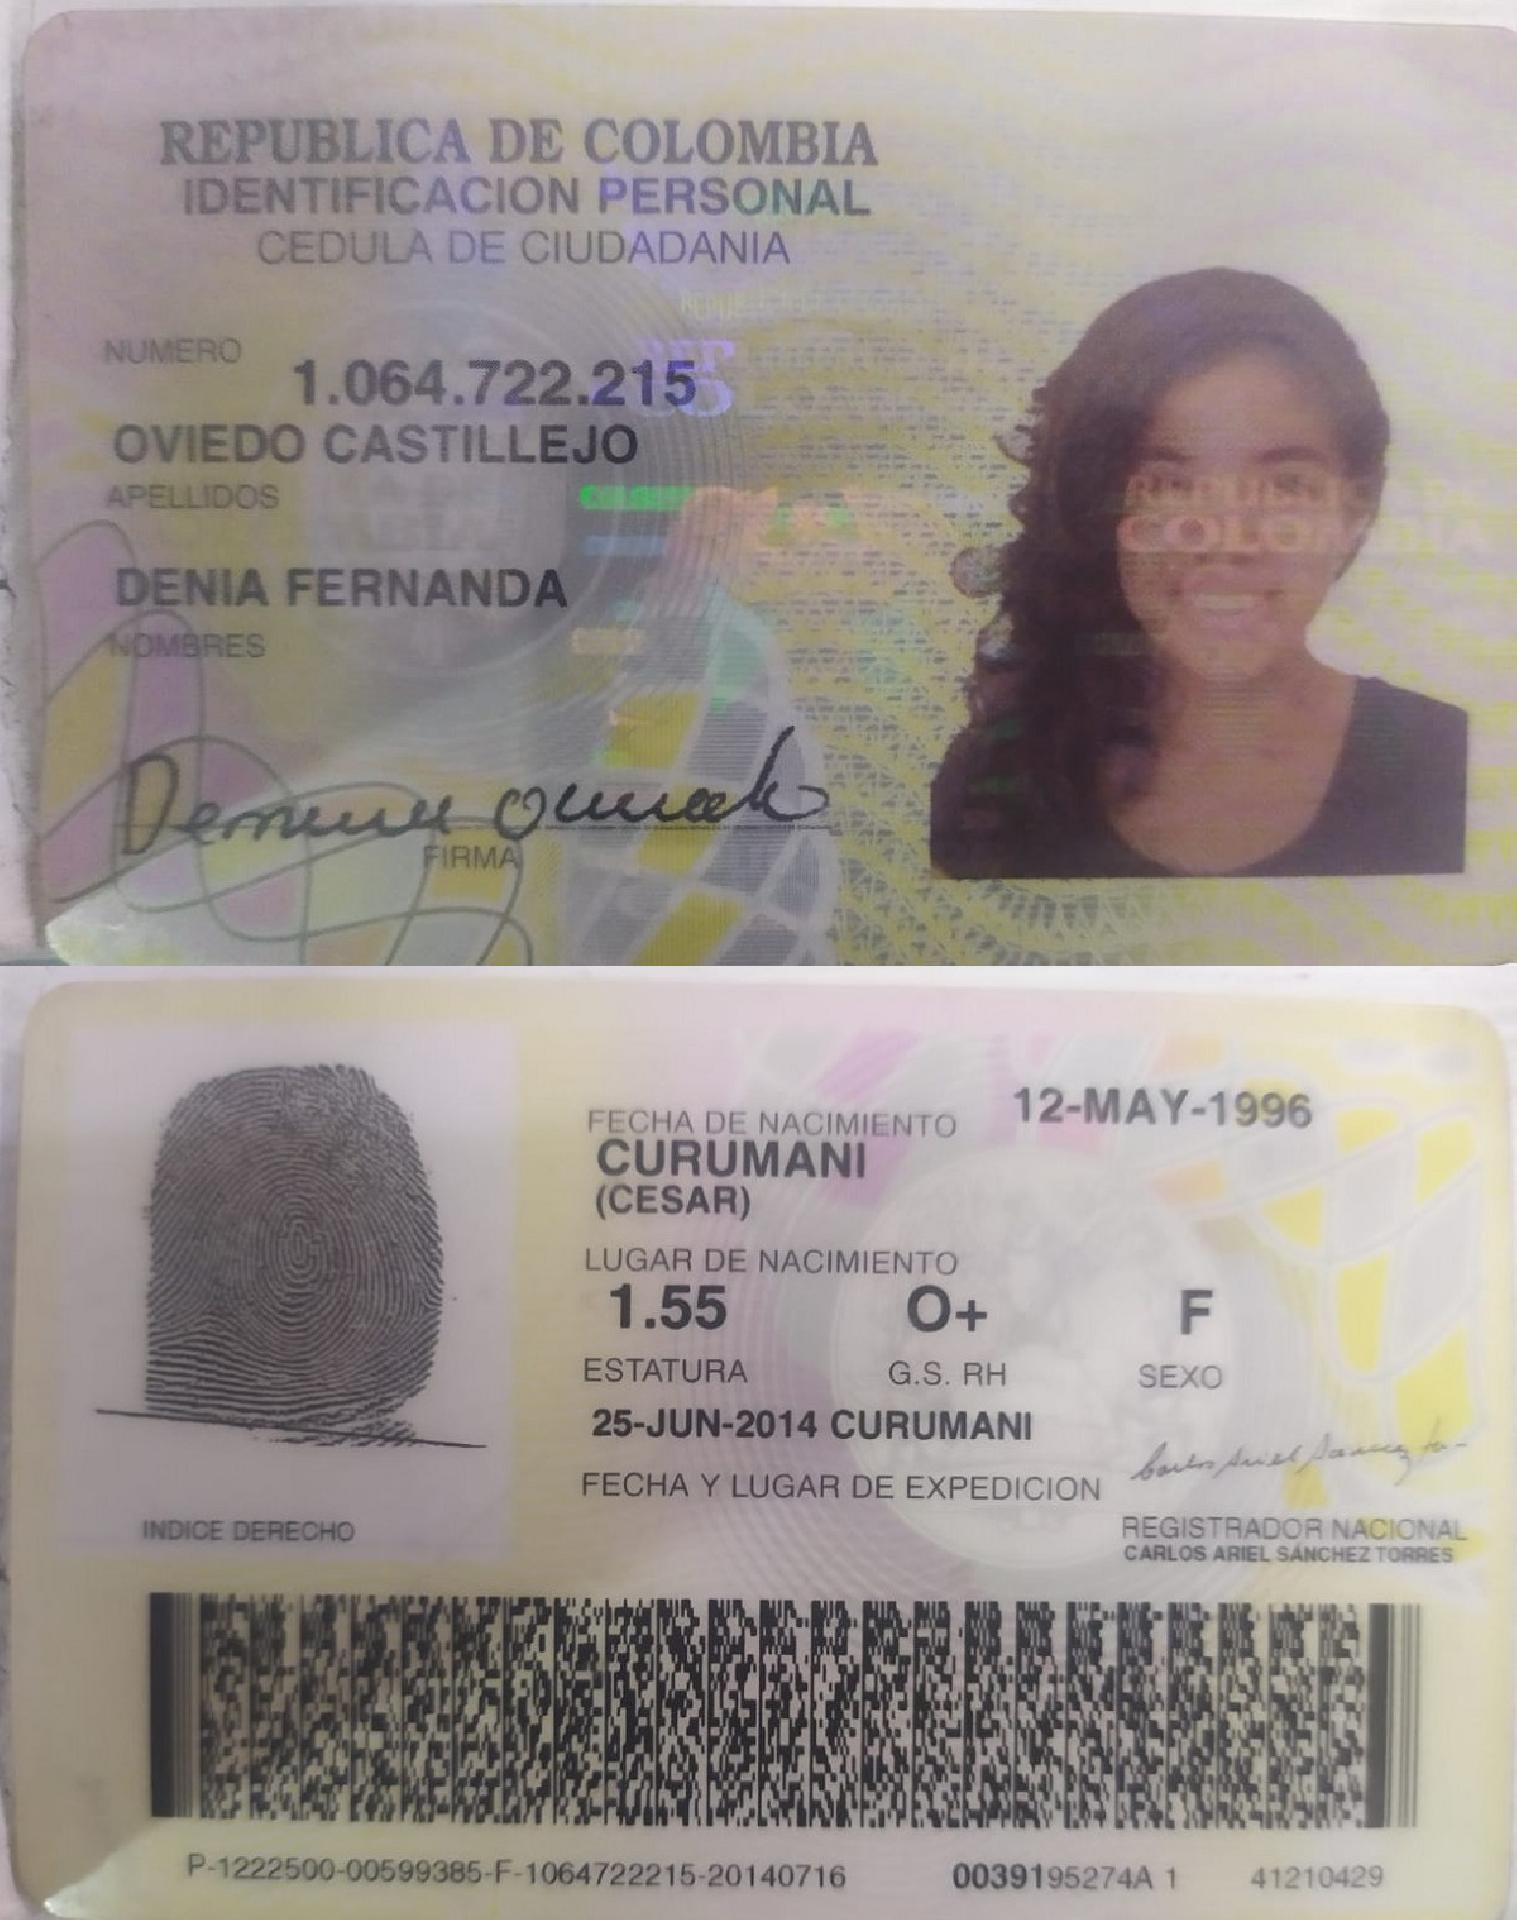 REPUBLICA DE COLOMBIA
IDENTIFICACION PERSONAL
CEDULA DE CIUDADANIA
NUMERO 1.064.722.215
OVIEDO CASTILLEJO
APELLIDOS
DENIA FERNANDA
NOMBRES
FIRMA
REPUBLICA DE
COLOMBIA
FECHA DE NACIMIENTO 12-MAY-1996
CURUMANI
(CESAR)
LUGAR DE NACIMIENTO
1.55 O+ F
ESTATURA G.S. RH SEXO
25-JUN-2014 CURUMANI
FECHA Y LUGAR DE EXPEDICION
INDICE DERECHO
REGISTRADOR NACIONAL
CARLOS ARIEL SÁNCHEZ TORRES
P-1222500-00599385-F-1064722215-20140716 0039195274A 1 41210429